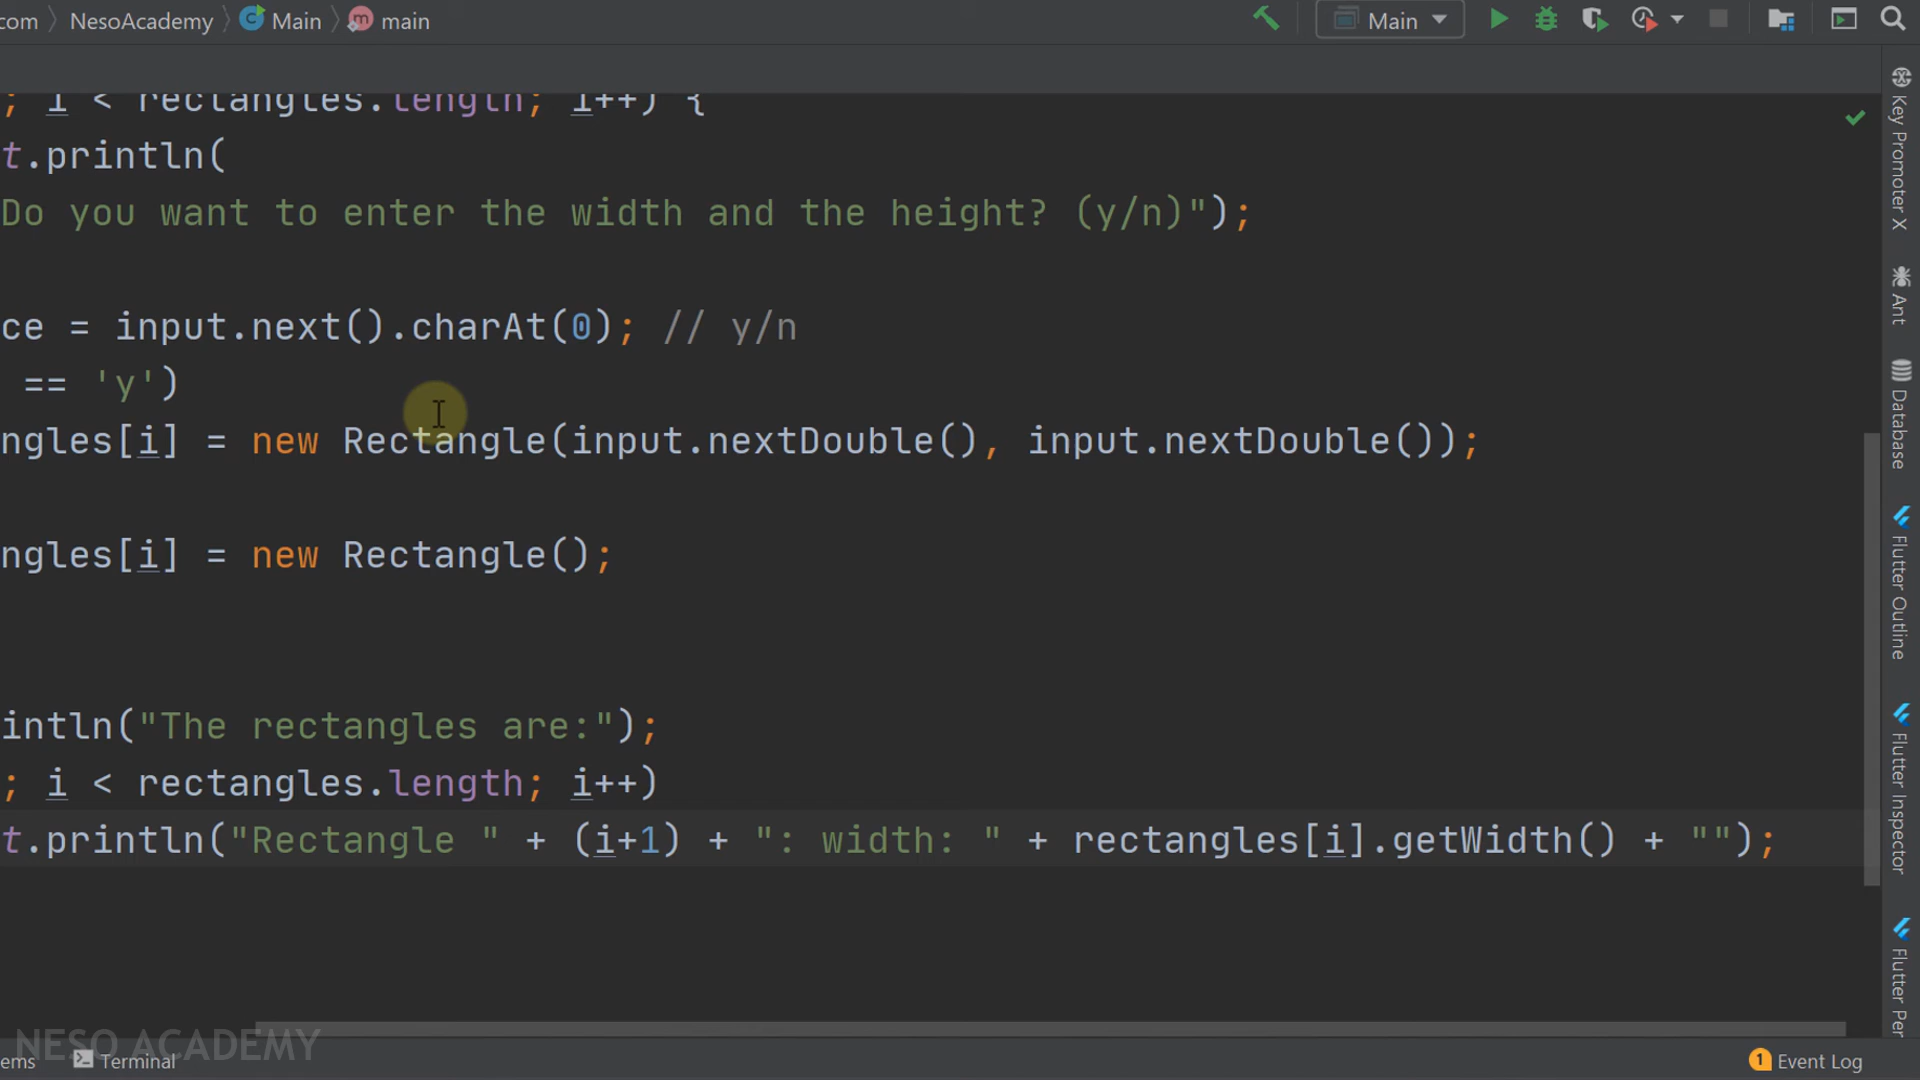 com NesoAcademy Main main Main
; i < rectangles.length; i++) {
t.println(
Do you want to enter the width and the height? (y/n)");
ce = input.next().charAt(0); // y/n
== 'y')
ngles[i] = new Rectangle(input.nextDouble(), input.nextDouble());
ngles[i] = new Rectangle();
intln("The rectangles are:");
; i < rectangles.length; i++)
t.println("Rectangle " + (i+1) + ": width: " + rectangles[i].getWidth() + "");
Key Promoter X
Ant
Database
Flutter Outline
Flutter Inspector
Flutter Per
NESO ACADEMY
ems Terminal 1 Event Log